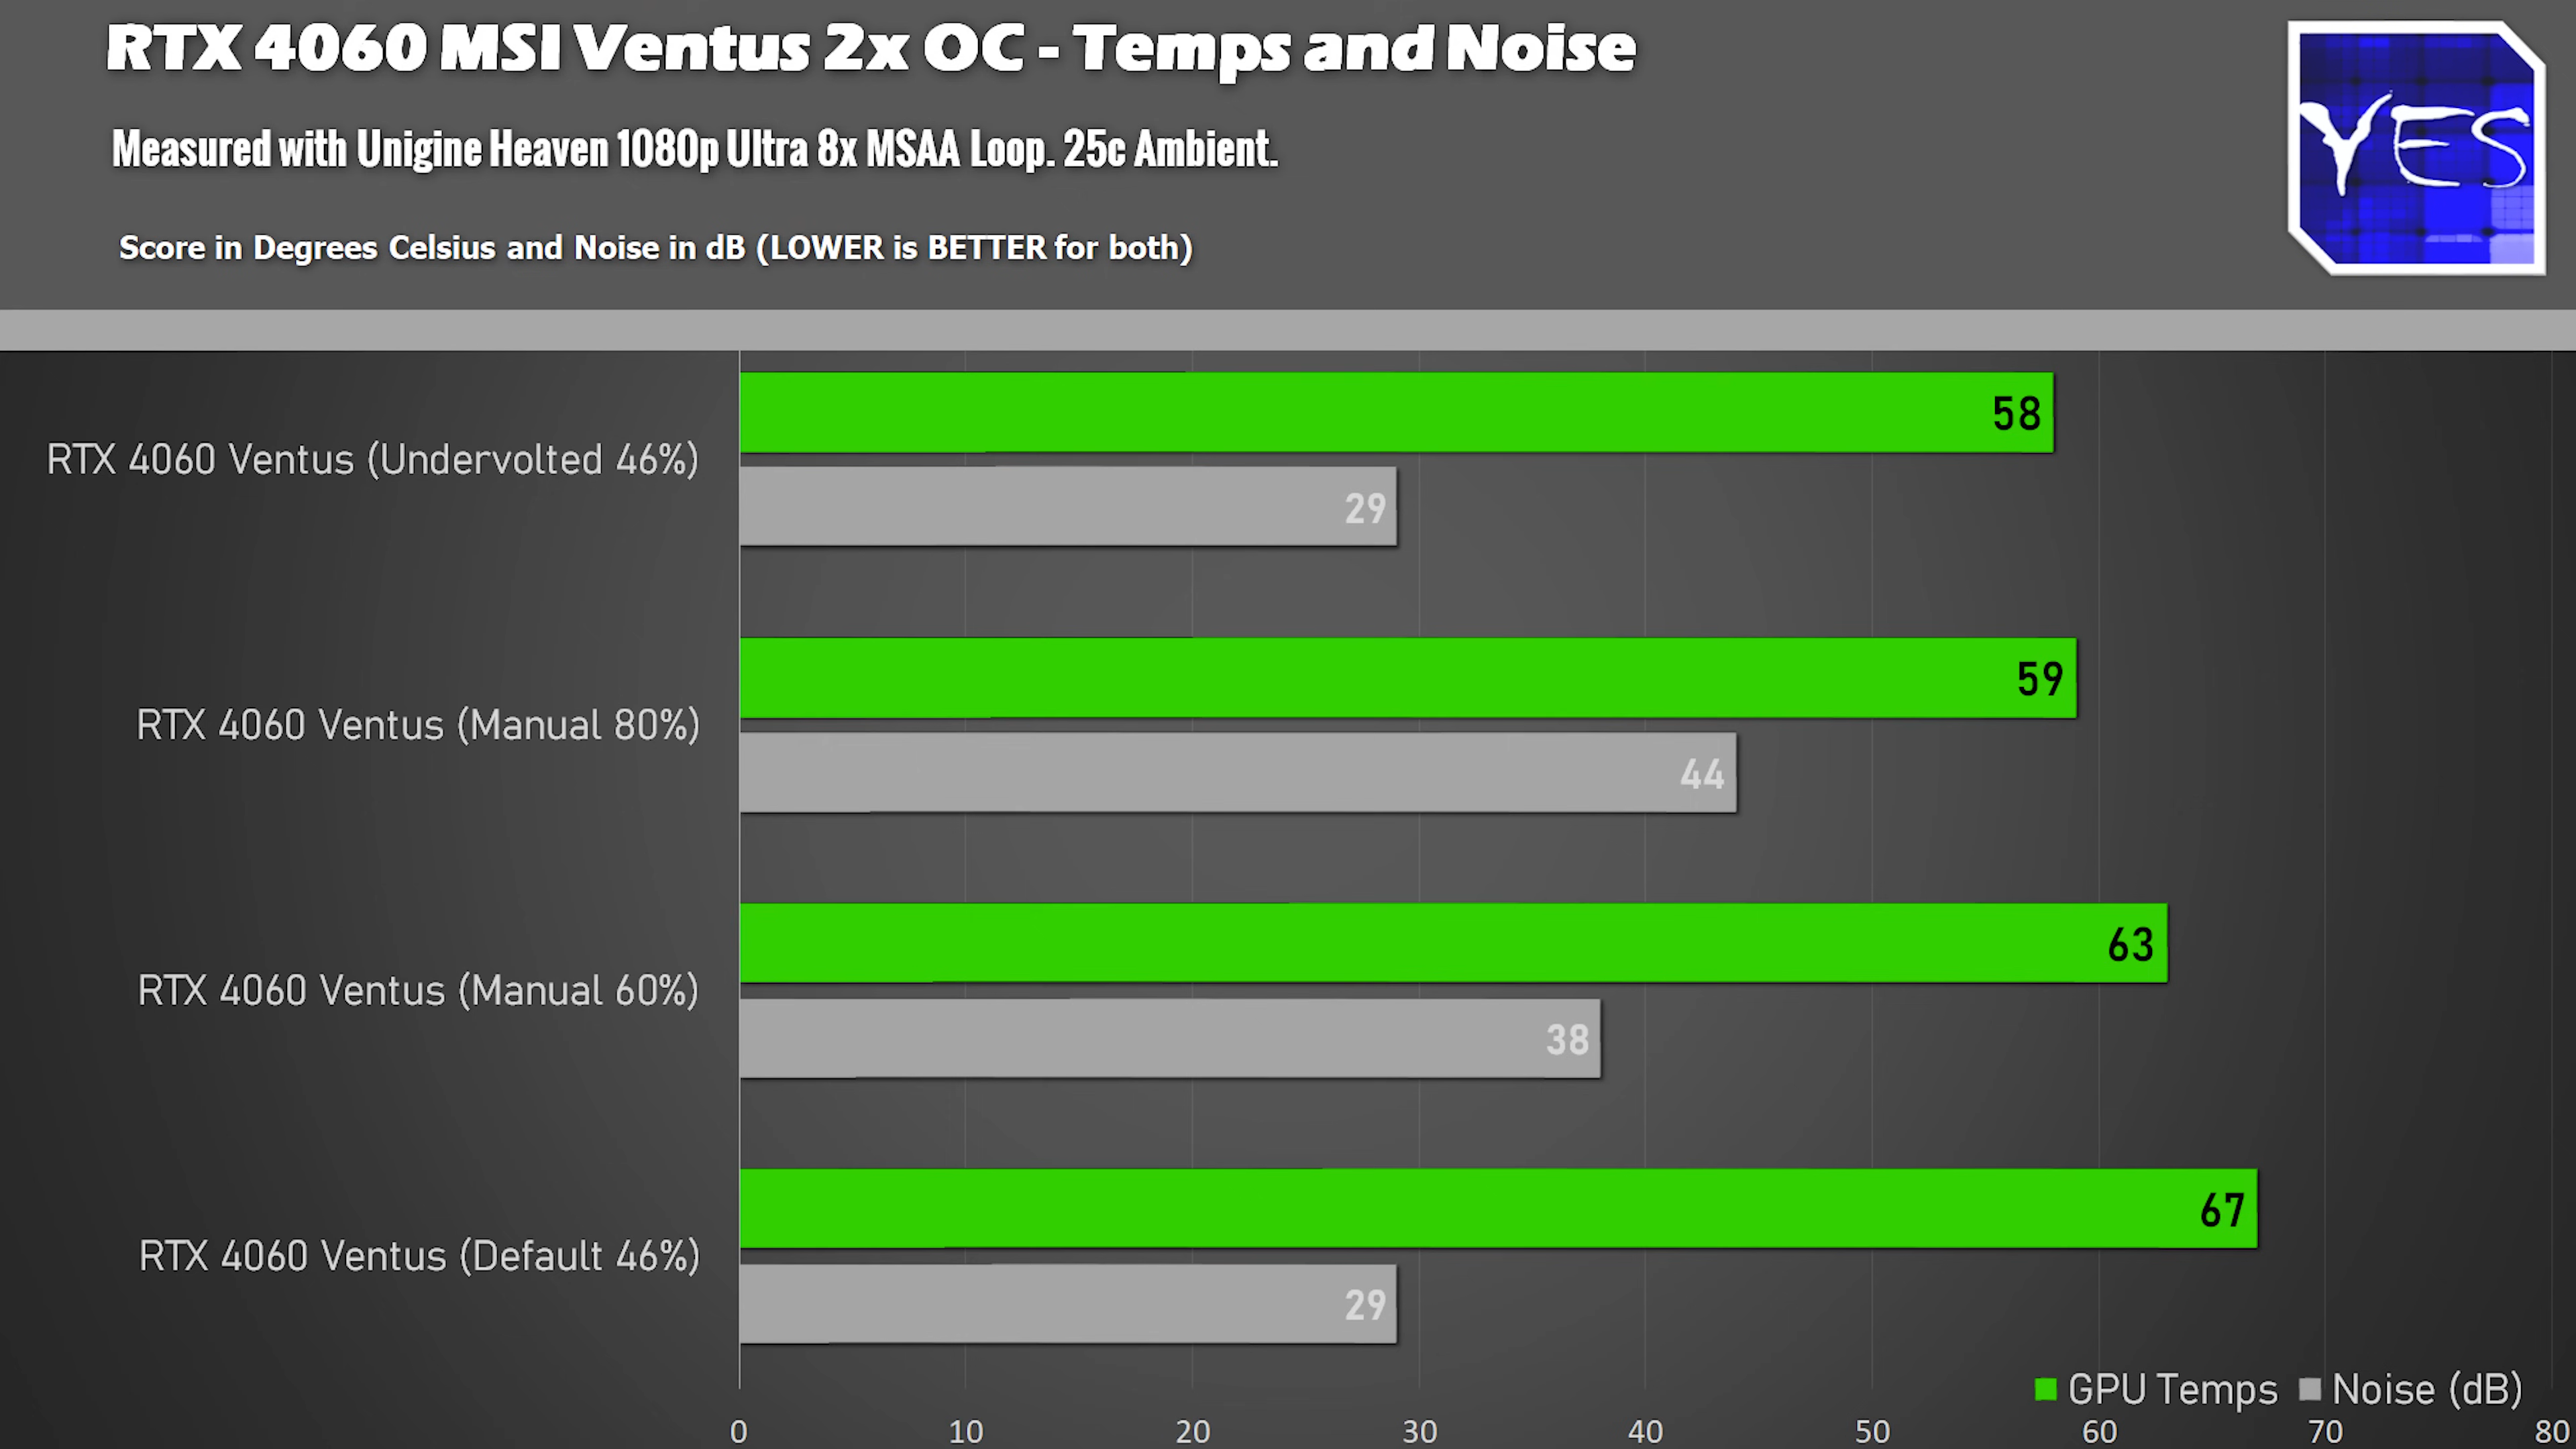 RTX 4060 MSI Ventus 2x OC - Temps and Noise
Measured with Unigine Heaven 1080p Ultra 8x MSAA Loop. 25c Ambient.
Score in Degrees Celsius and Noise in dB (LOWER is BETTER for both)
YES
RTX 4060 Ventus (Undervolted 46%)
58
29
RTX 4060 Ventus (Manual 80%)
59
44
RTX 4060 Ventus (Manual 60%)
63
38
RTX 4060 Ventus (Default 46%)
67
29
GPU Temps Noise (dB)
0 10 20 30 40 50 60 70 80